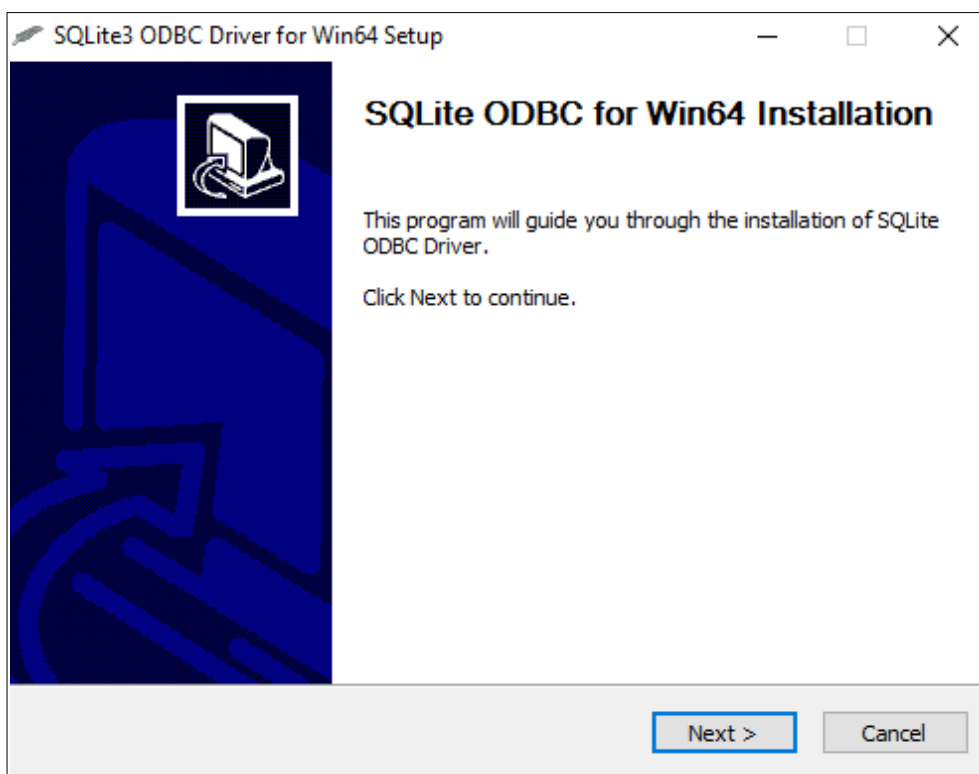 SQLite3 ODBC Driver for Win64 Setup
SQLite ODBC for Win64 Installation
This program will guide you through the installation of SQLite
ODBC Driver.
Click Next to continue.
Next >
Cancel